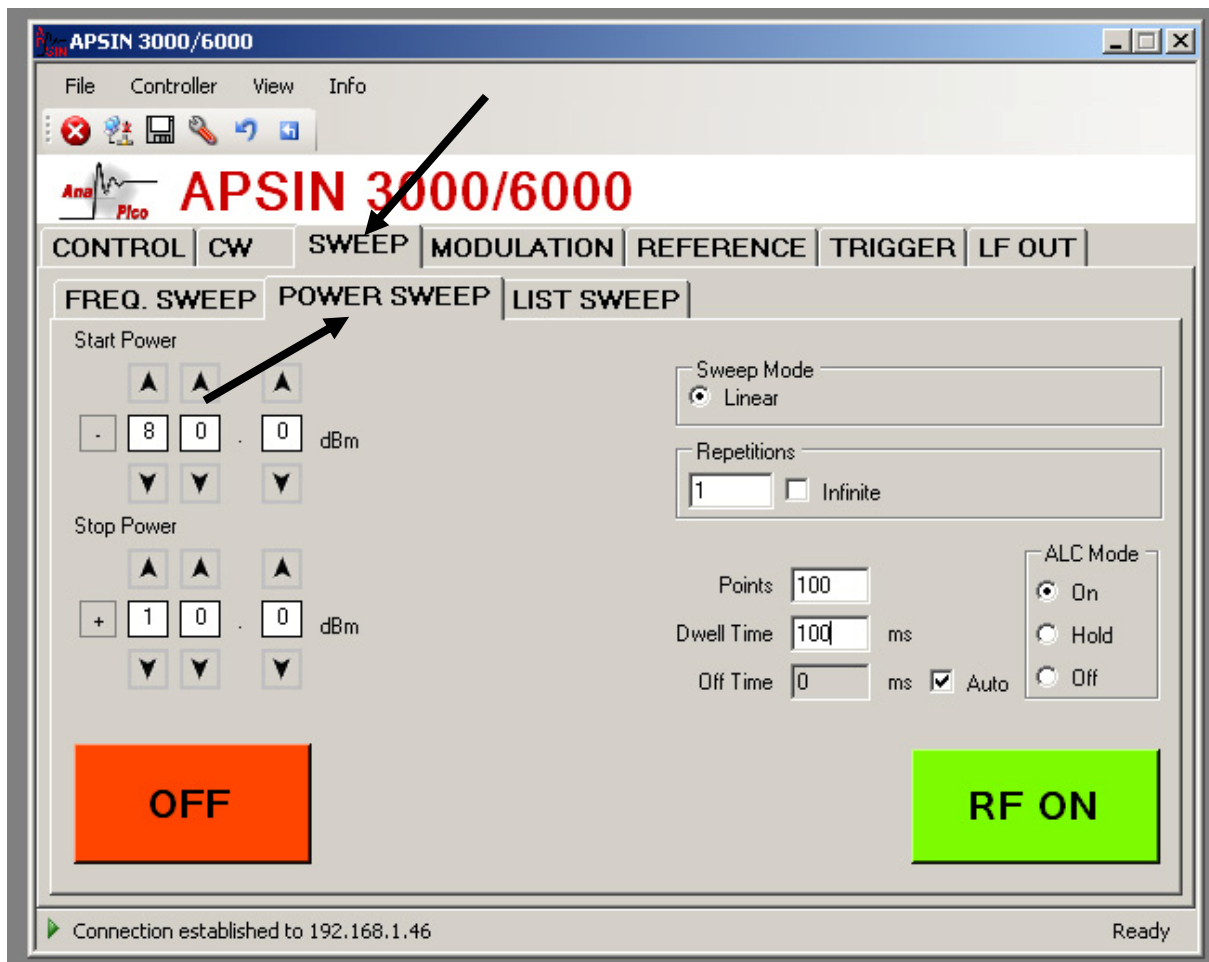 APSIN 3000/6000
File Controller View Info
Ana Pico APSIN 3000/6000
CONTROL CW SWEEP MODULATION REFERENCE TRIGGER LF OUT
FREQ. SWEEP POWER SWEEP LIST SWEEP
Start Power
- 8 0 . 0 dBm
Stop Power
+ 1 0 . 0 dBm
Sweep Mode
Linear
Repetitions
1 Infinite
Points 100
Dwell Time 100 ms
Off Time 0 ms Auto
ALC Mode
On
Hold
Off
OFF
RF ON
Connection established to 192.168.1.46 Ready